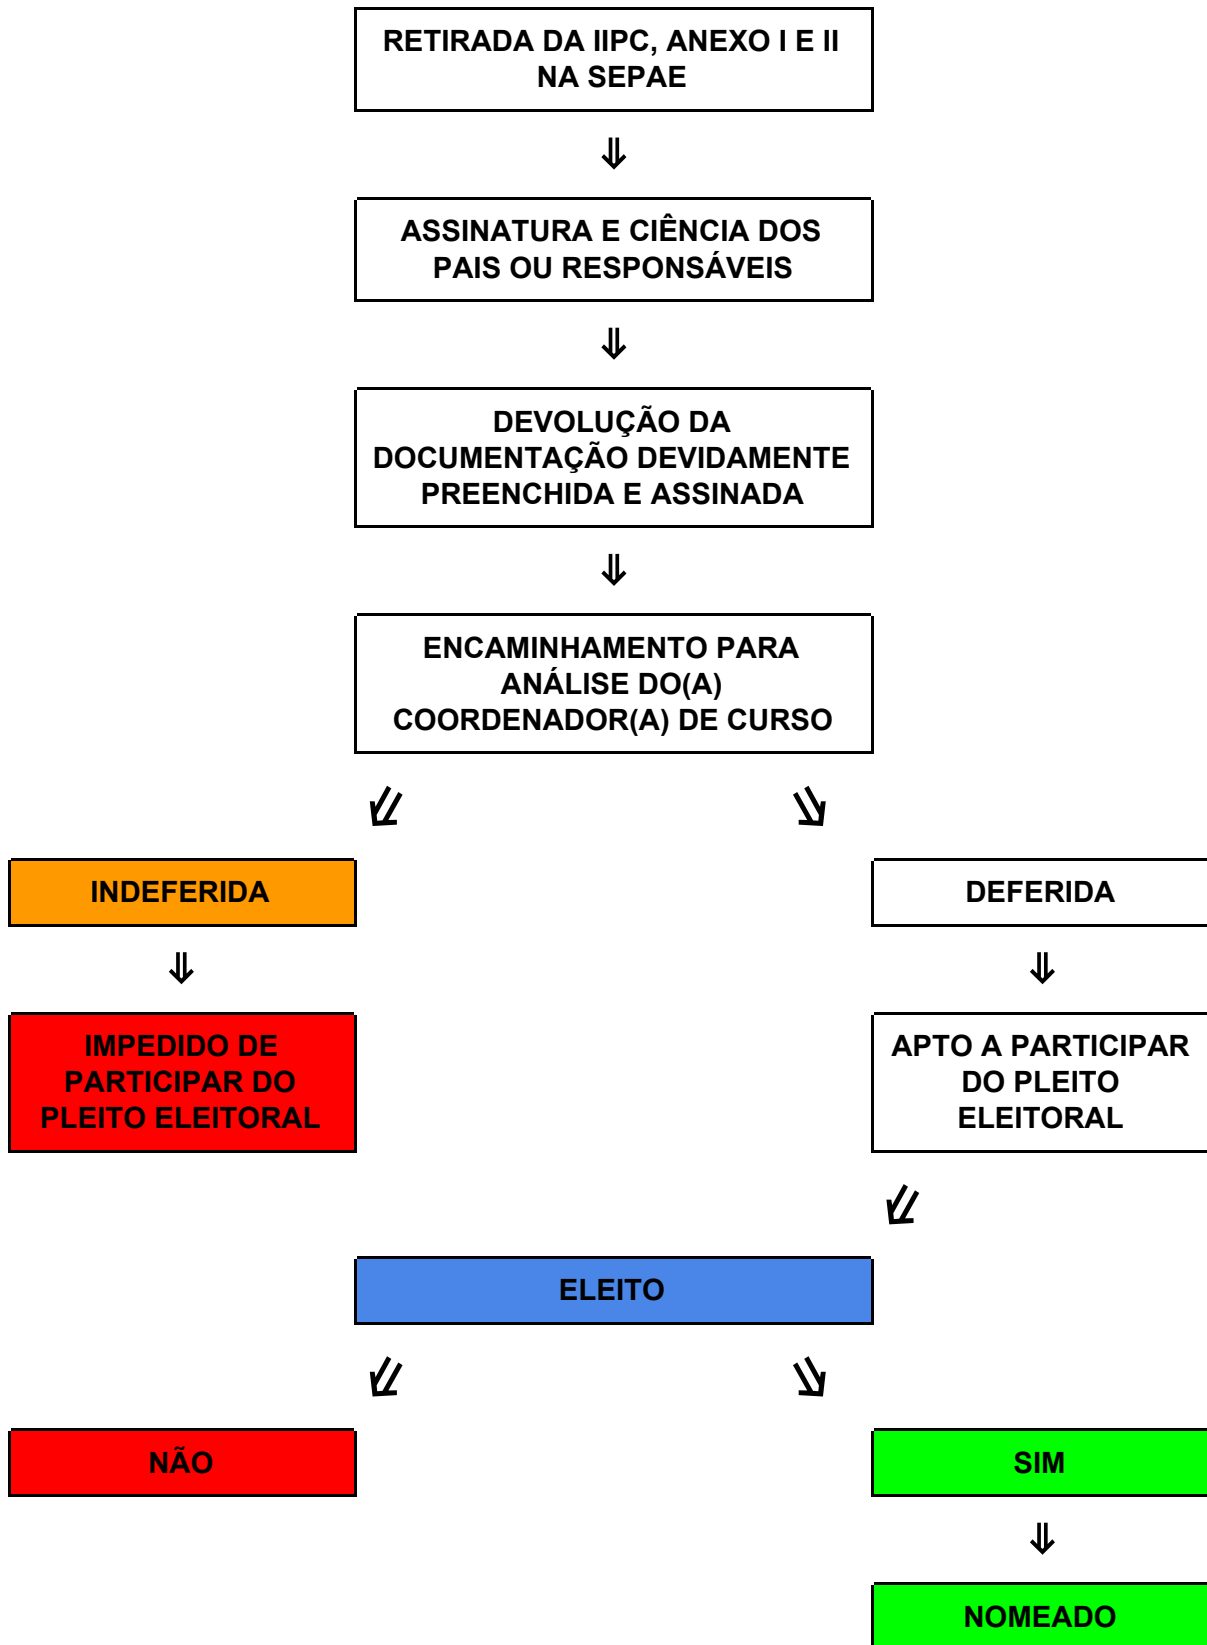 RETIRADA DA IIPC, ANEXO I E II
NA SEPAE
⇓
ASSINATURA E CIÊNCIA DOS
PAIS OU RESPONSÁVEIS
⇓
DEVOLUÇÃO DA
DOCUMENTAÇÃO DEVIDAMENTE
PREENCHIDA E ASSINADA
⇓
ENCAMINHAMENTO PARA
ANÁLISE DO(A)
COORDENADOR(A) DE CURSO
⇙ ⇘
INDEFERIDA
DEFERIDA
⇓ ⇓
IMPEDIDO DE
PARTICIPAR DO
PLEITO ELEITORAL
APTO A PARTICIPAR
DO PLEITO
ELEITORAL
⇙
ELEITO
⇙ ⇘
NÃO
SIM
⇓
NOMEADO